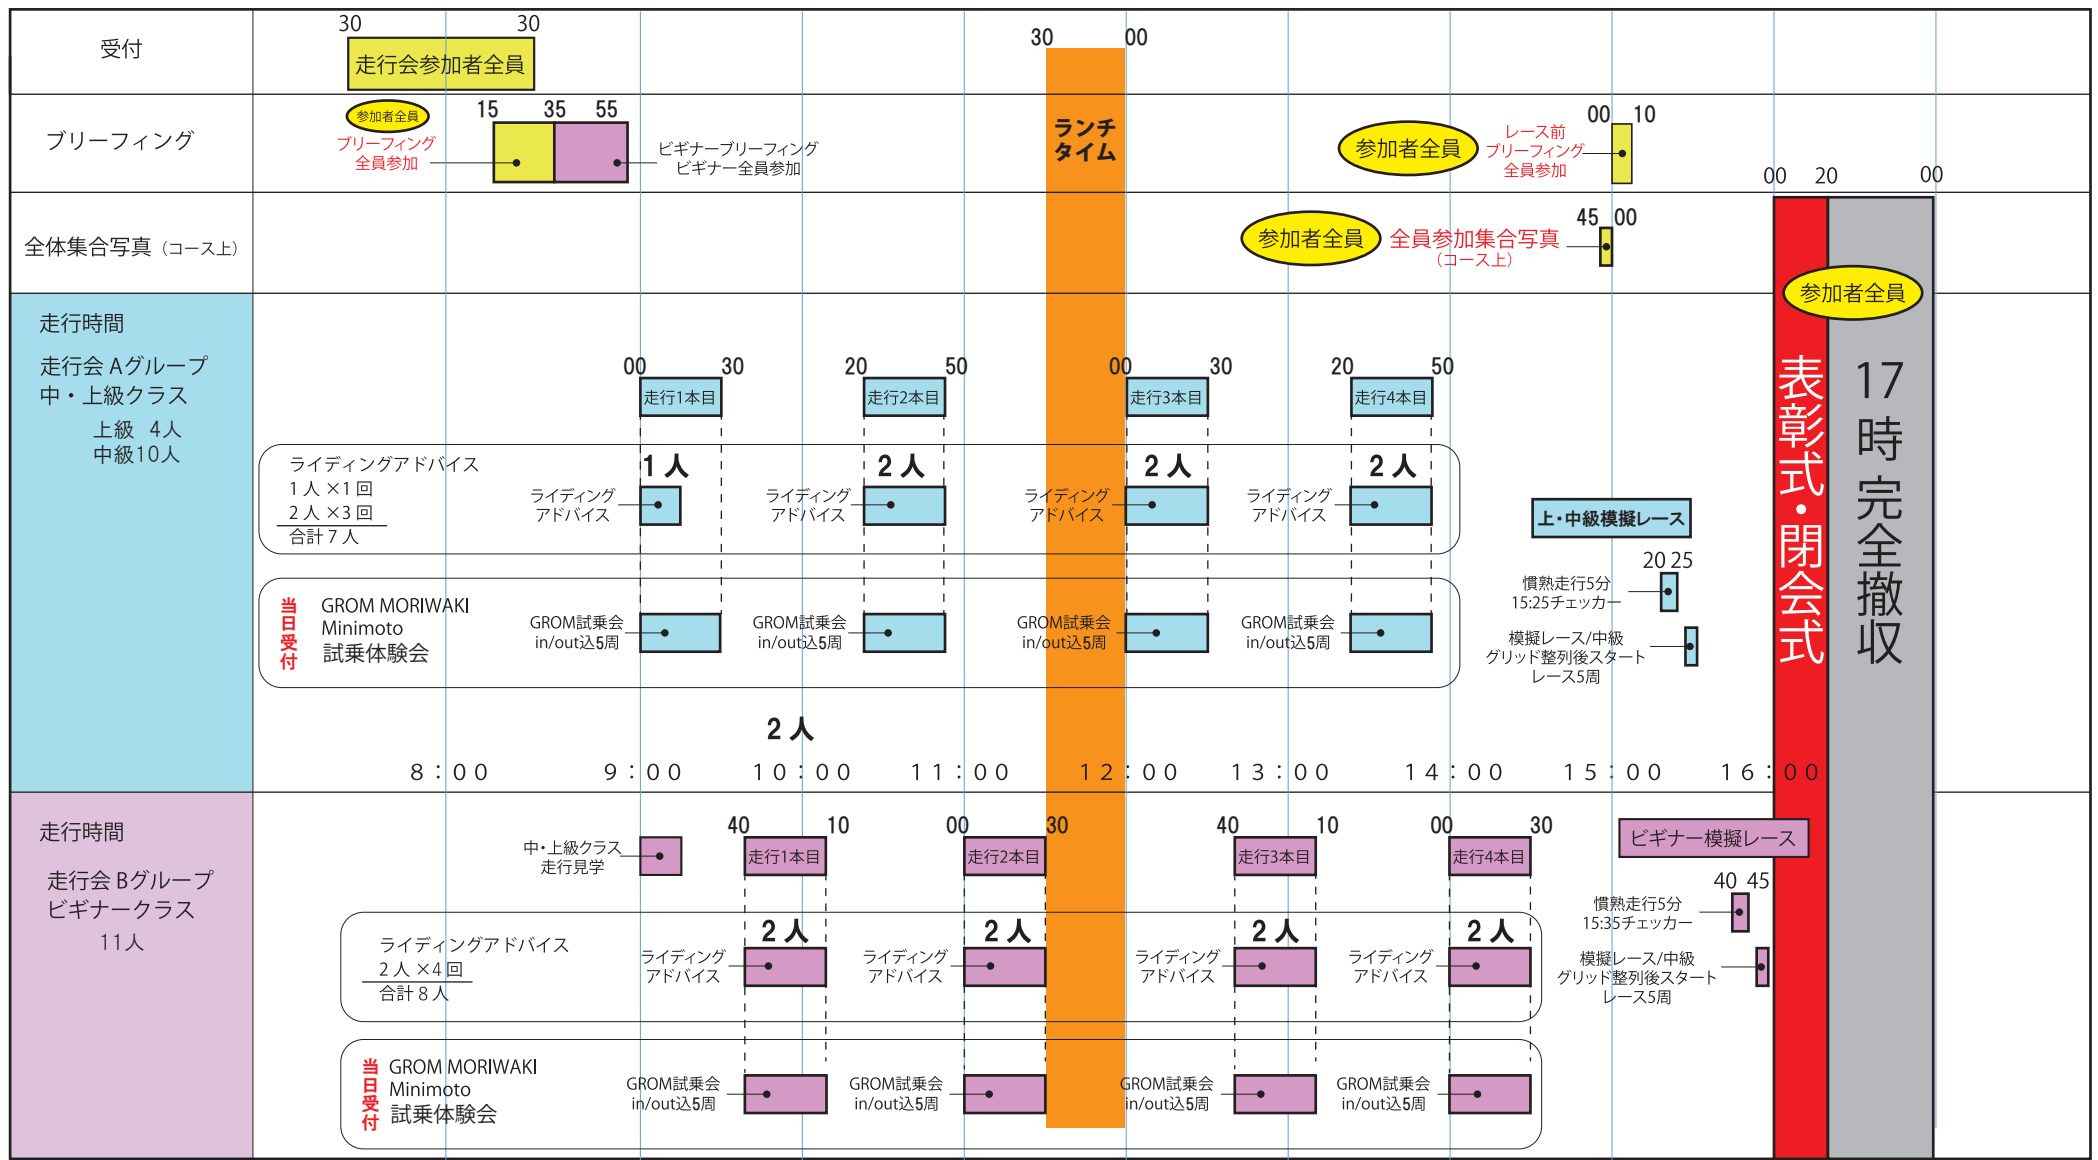 受付
30
30
走行会参加者全員
30
00
ブリーフィング
参加者全員
ブリーフィング
全員参加
15
35
55
ビギナーブリーフィング
ビギナー全員参加
ランチ
タイム
参加者全員
レース前
ブリーフィング
全員参加
00
10
00
20
00
全体集合写真（コース上）
参加者全員
全員参加集合写真
（コース上）
45
00
参加者全員
表彰式・閉会式
17時完全撤収
走行時間
走行会 Aグループ
中・上級クラス
上級 4人
中級10人
00
30
走行1本目
20
50
走行2本目
00
30
走行3本目
20
50
走行4本目
ライディングアドバイス
1人 ×1回
2人 ×3回
合計 7人
1人
ライディング
アドバイス
2人
ライディング
アドバイス
2人
ライディング
アドバイス
2人
ライディング
アドバイス
上・中級模擬レース
20 25
慣熟走行5分
15:25チェッカー
模擬レース/中級
グリッド整列後スタート
レース5周
当日受付
GROM MORIWAKI
Minimoto
試乗体験会
GROM試乗会
in/out込5周
GROM試乗会
in/out込5周
GROM試乗会
in/out込5周
GROM試乗会
in/out込5周
2人
8：00
9：00
10：00
11：00
12：00
13：00
14：00
15：00
16：00
走行時間
走行会 Bグループ
ビギナークラス
11人
中・上級クラス
走行見学
40
10
走行1本目
00
30
走行2本目
40
10
走行3本目
00
30
走行4本目
ビギナー模擬レース
40 45
慣熟走行5分
15:35チェッカー
模擬レース/中級
グリッド整列後スタート
レース5周
ライディングアドバイス
2人 ×4回
合計 8人
2人
ライディング
アドバイス
2人
ライディング
アドバイス
2人
ライディング
アドバイス
2人
ライディング
アドバイス
当日受付
GROM MORIWAKI
Minimoto
試乗体験会
GROM試乗会
in/out込5周
GROM試乗会
in/out込5周
GROM試乗会
in/out込5周
GROM試乗会
in/out込5周